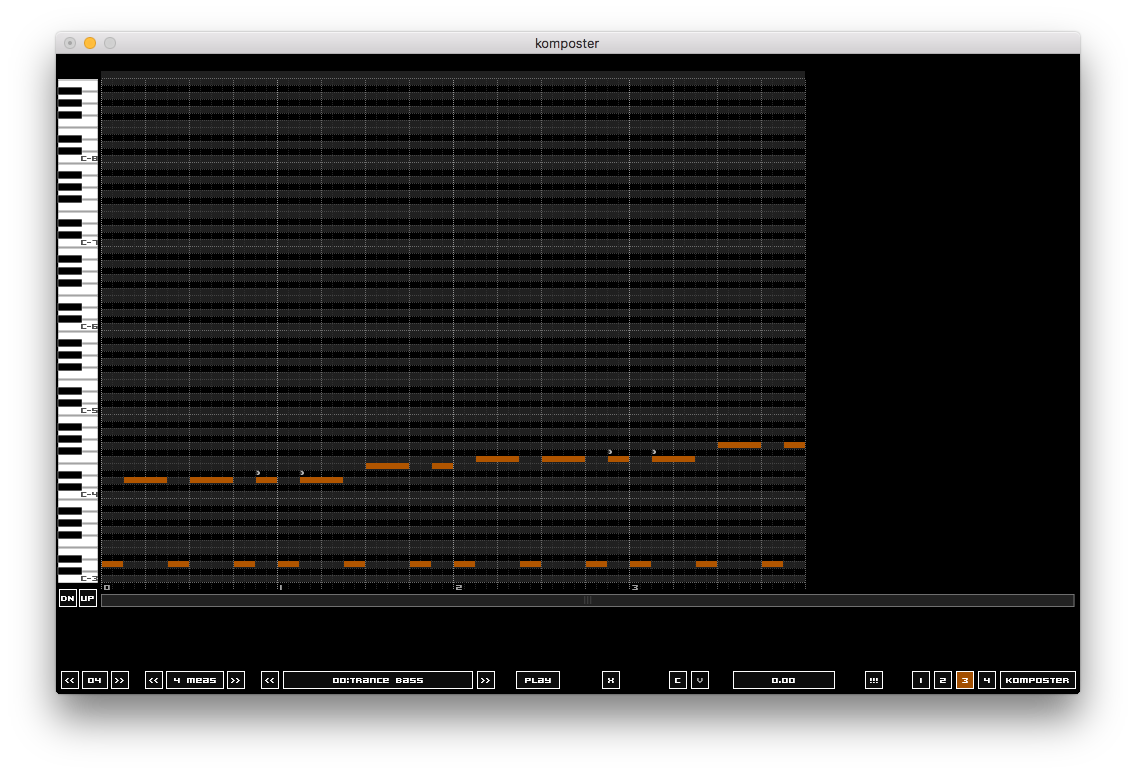 komposter
C-8
C-7
C-6
C-5
C-4
C-3
0 1 2 3
DN UP
<< 04 >> << 4 MEAS >> << 00:TRANCE BASS >> PLAY X C V 0.00 !!! 1 2 3 4 KOMPOSTER